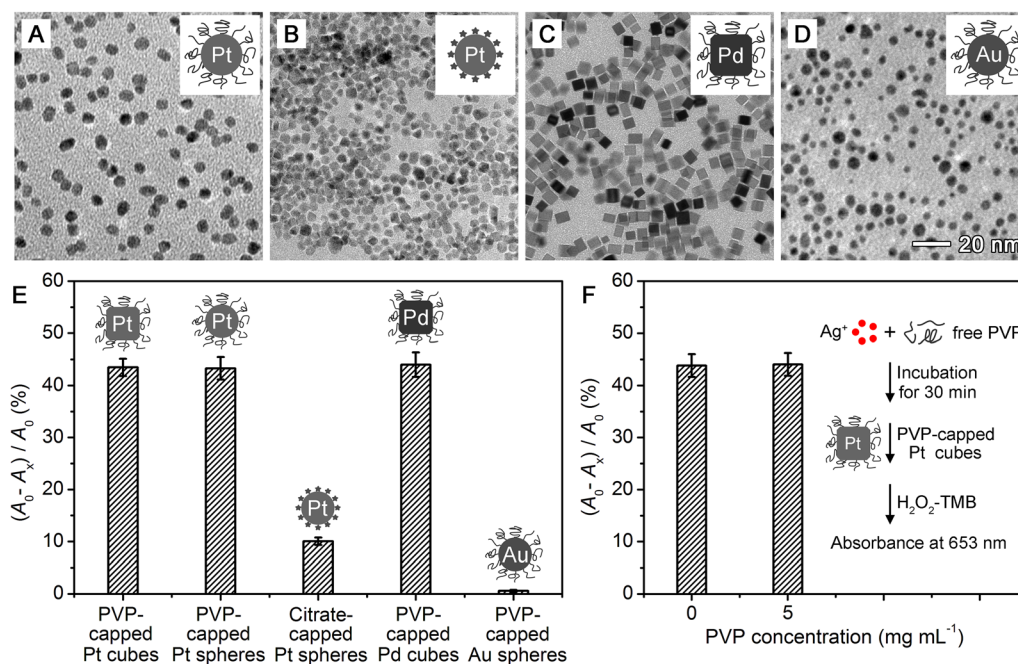 A
Pt
B
Pt
C
Pd
D
Au
20 nm
E
(A₀- Aₓ) / A₀ (%)
60
50
40
30
20
10
0
Pt
Pt
Pt
Pd
Au
PVP-
capped
Pt cubes
PVP-
capped
Pt spheres
Citrate-
capped
Pt spheres
PVP-
capped
Pd cubes
PVP-
capped
Au spheres
F
(A₀- Aₓ) / A₀ (%)
60
50
40
30
20
10
0
Ag⁺ + free PVP
Incubation
for 30 min
Pt
PVP-capped
Pt cubes
H₂O₂-TMB
Absorbance at 653 nm
0 5
PVP concentration (mg mL⁻¹)